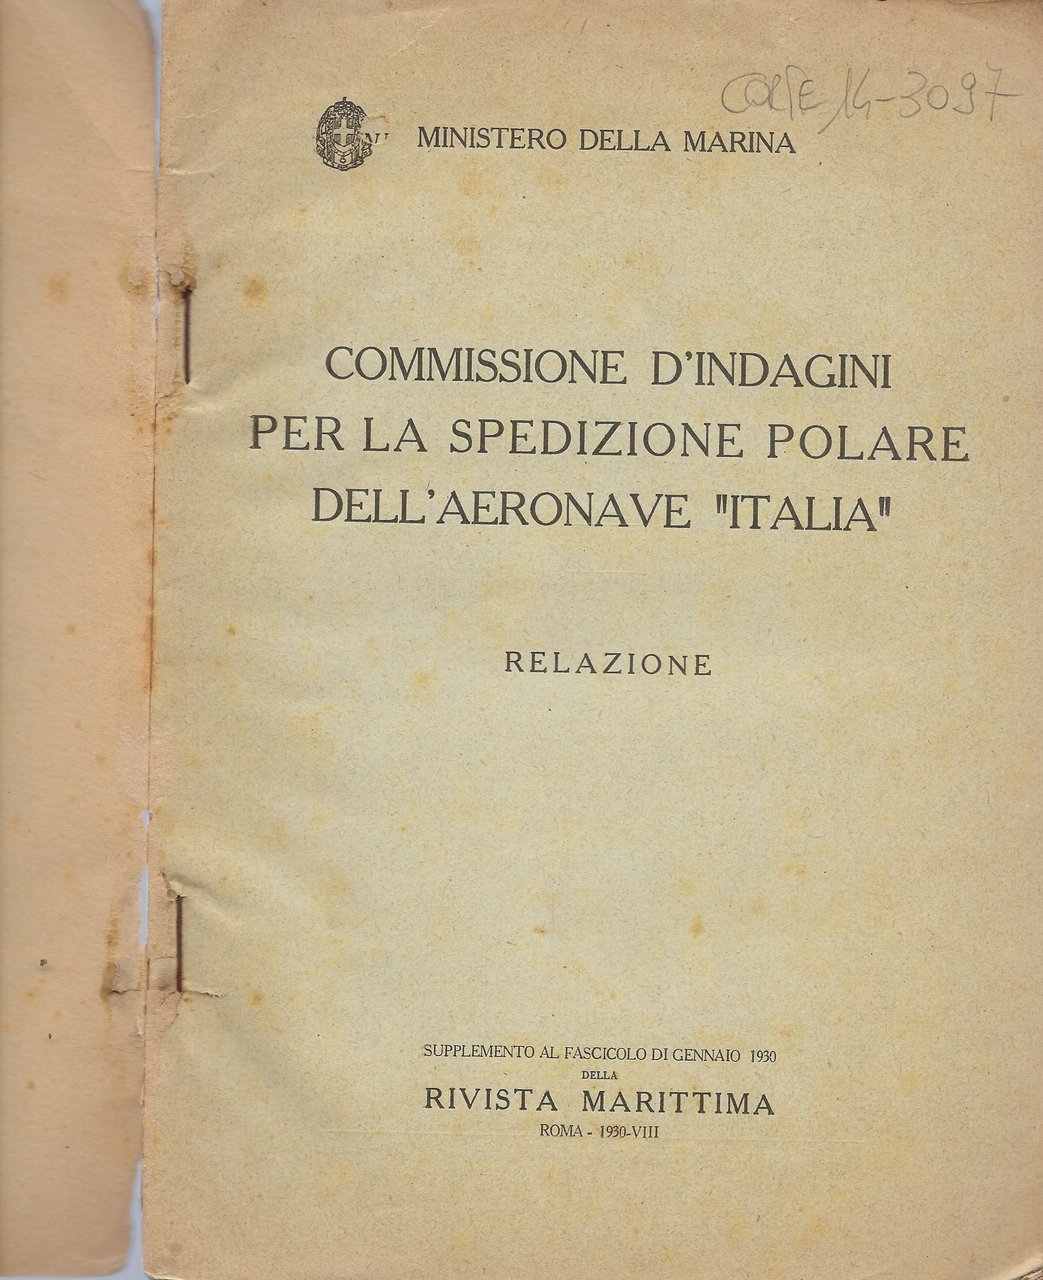 CORTE 14-3097
MINISTERO DELLA MARINA
COMMISSIONE D'INDAGINI
PER LA SPEDIZIONE POLARE
DELL'AERONAVE "ITALIA"
RELAZIONE
SUPPLEMENTO AL FASCICOLO DI GENNAIO 1930
DELLA
RIVISTA MARITTIMA
ROMA - 1930-VIII